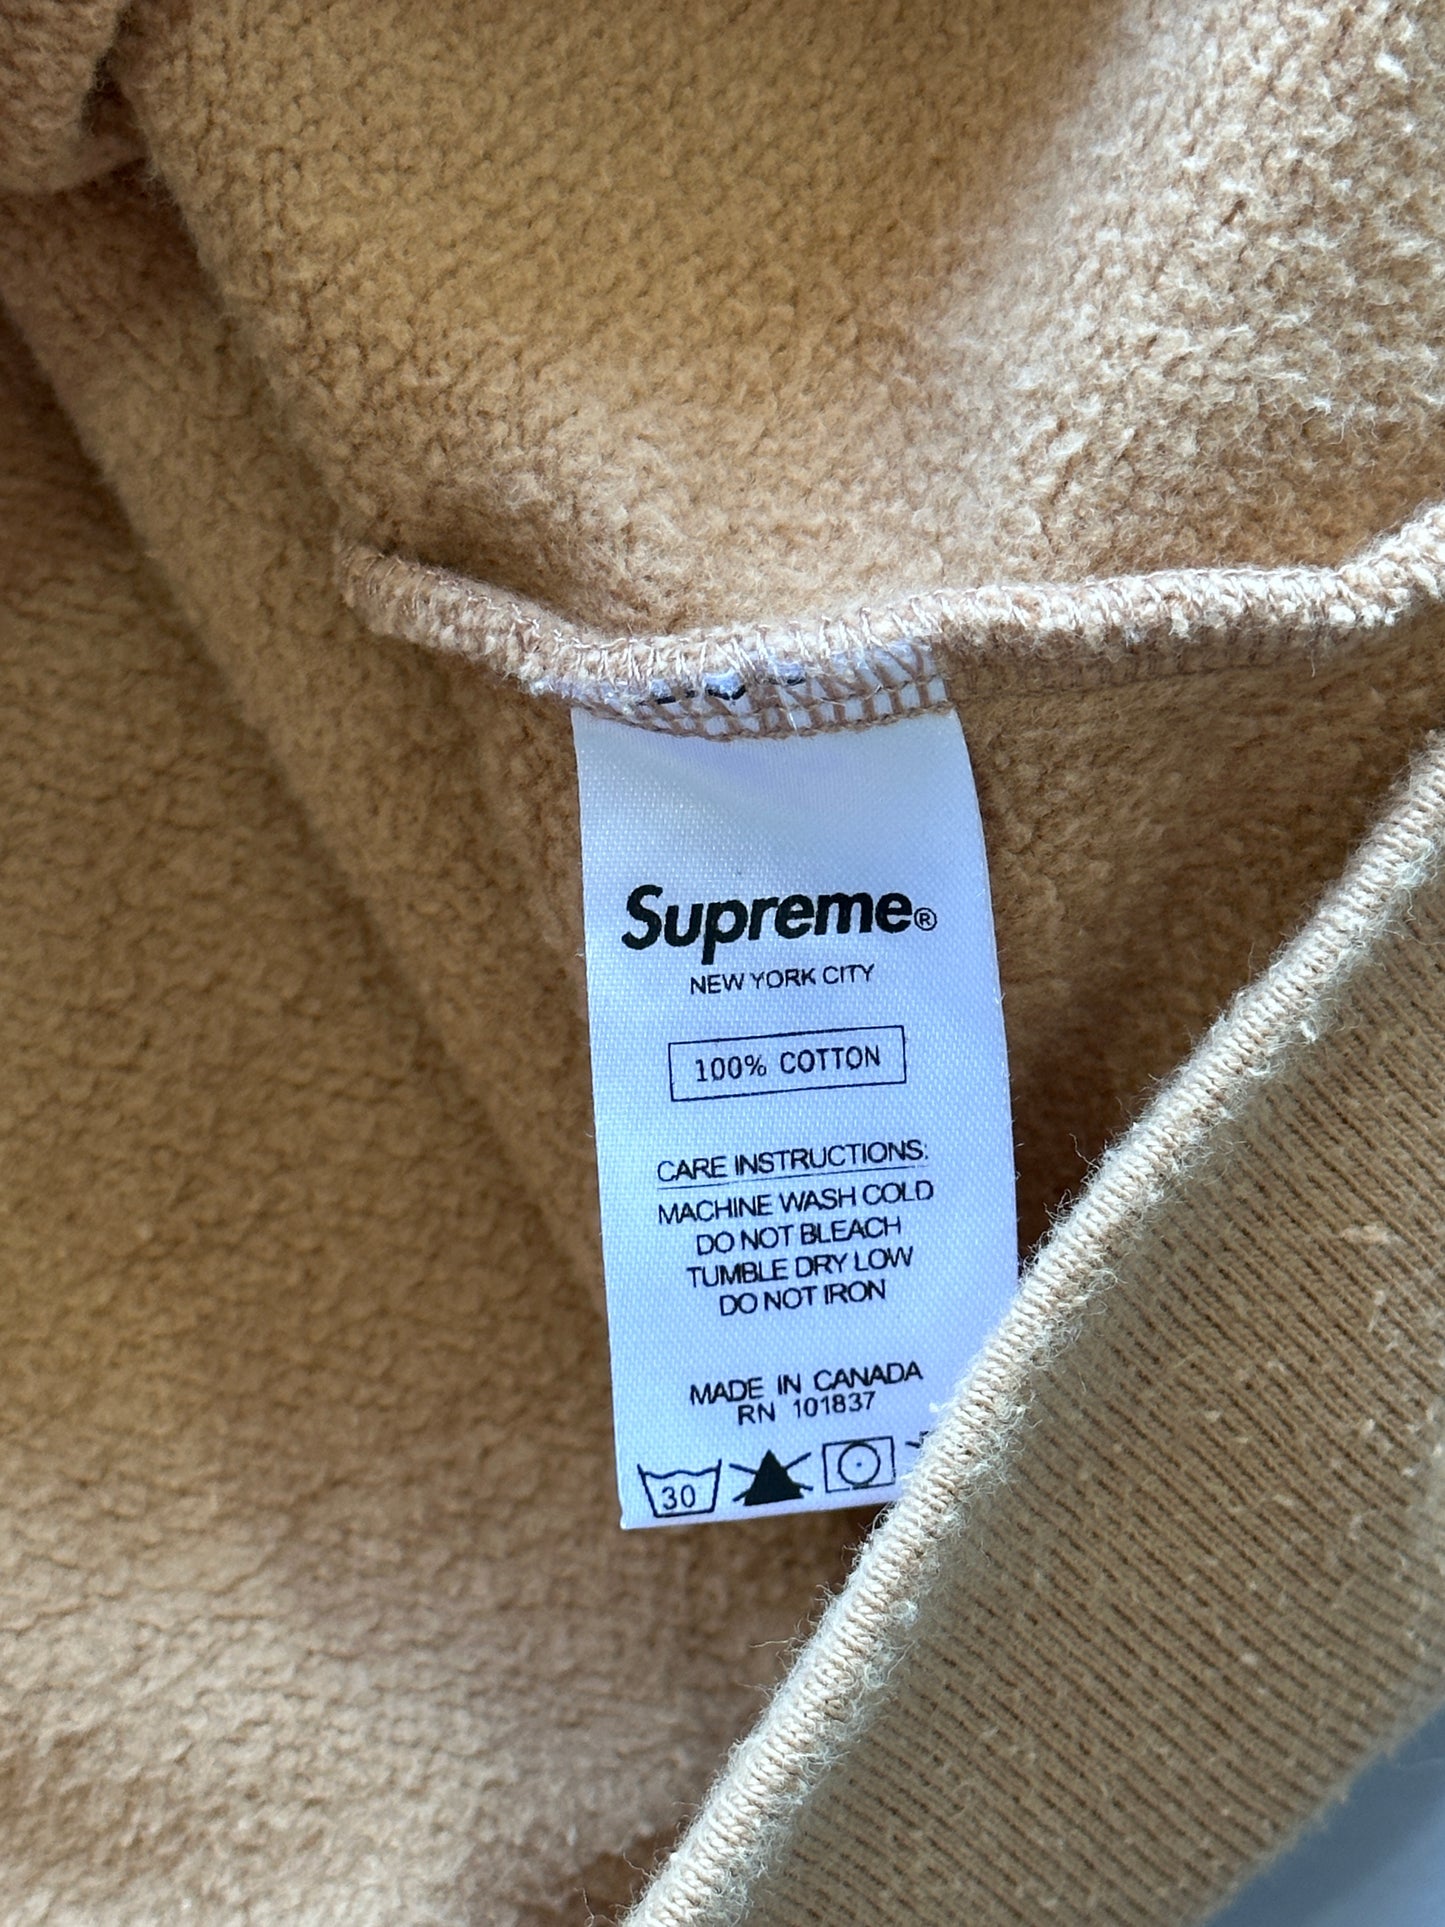 Supreme®
NEW YORK CITY
100% COTTON
CARE INSTRUCTIONS:
MACHINE WASH COLD
DO NOT BLEACH
TUMBLE DRY LOW
DO NOT IRON
MADE IN CANADA
RN 101837
30